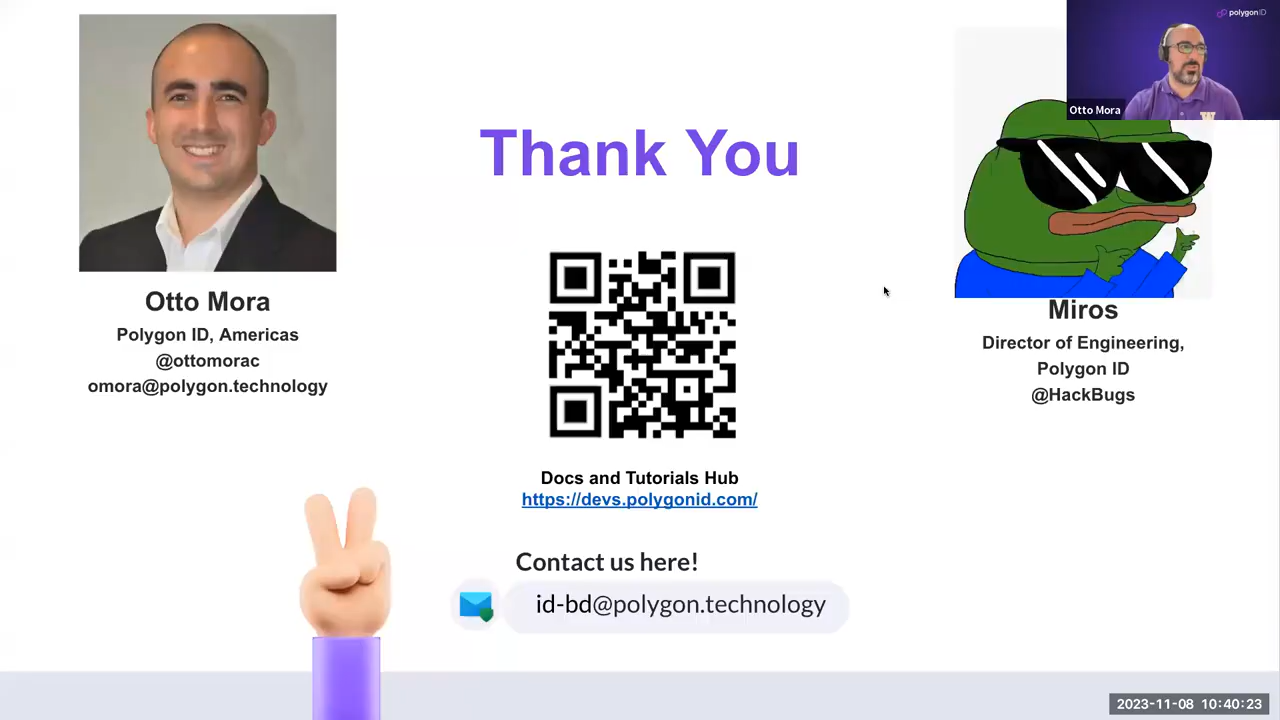 polygonID
Otto Mora
Thank You
Otto Mora
Polygon ID, Americas
@ottomorac
omora@polygon.technology
Miros
Director of Engineering,
Polygon ID
@HackBugs
Docs and Tutorials Hub
https://devs.polygonid.com/
Contact us here!
id-bd@polygon.technology
W
2023-11-08 10:40:23